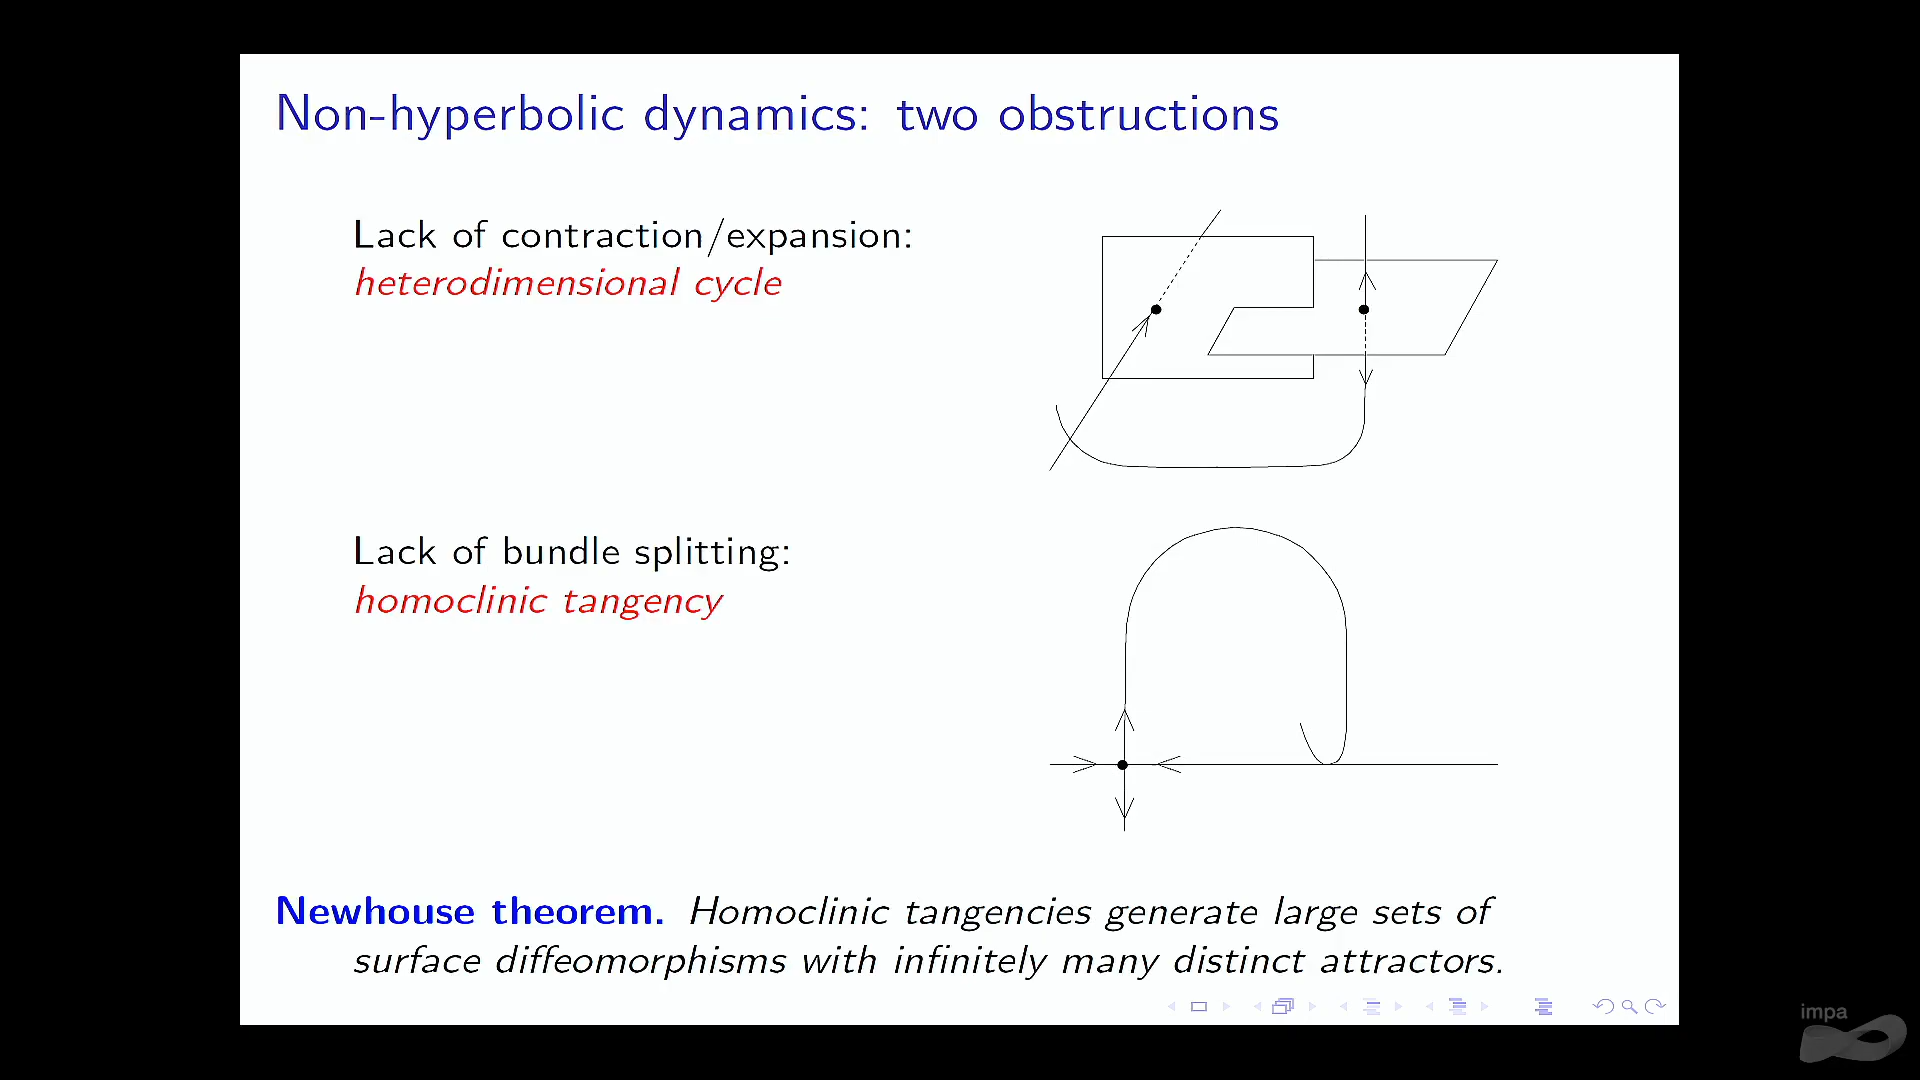 Non-hyperbolic dynamics: two obstructions
Lack of contraction/expansion:
heterodimensional cycle
Lack of bundle splitting:
homoclinic tangency
Newhouse theorem. Homoclinic tangencies generate large sets of
surface diffeomorphisms with infinitely many distinct attractors.
impa